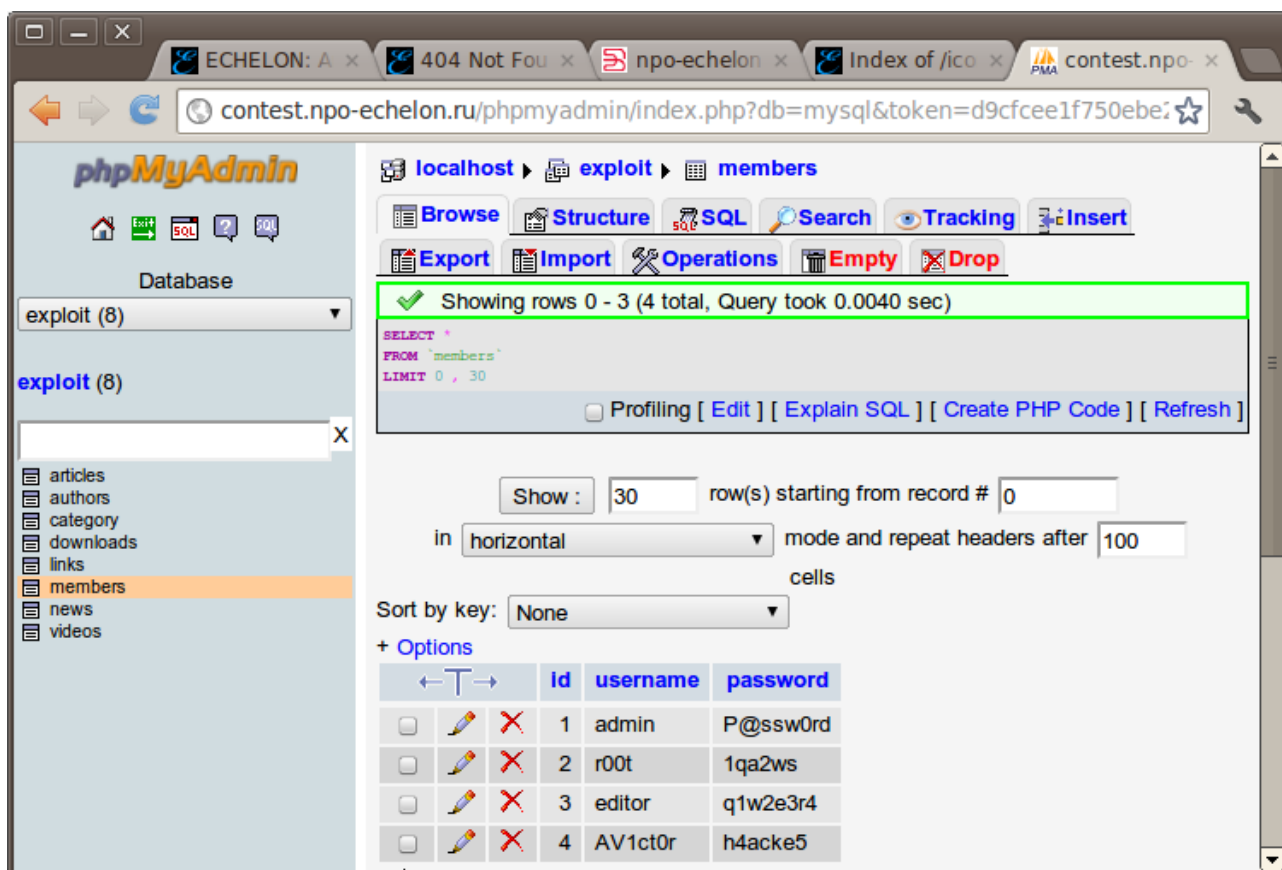 ECHELON: A
404 Not Fou
npo-echelon
Index of /ico
contest.npo-
contest.npo-echelon.ru/phpmyadmin/index.php?db=mysql&token=d9cfcee1f750ebe2
phpMyAdmin
Database
exploit (8)
exploit (8)
X
articles
authors
category
downloads
links
members
news
videos
localhost ▸ exploit ▸ members
Browse Structure SQL Search Tracking Insert
Export Import Operations Empty Drop
Showing rows 0 - 3 (4 total, Query took 0.0040 sec)
SELECT *
FROM `members`
LIMIT 0 , 30
Profiling [ Edit ] [ Explain SQL ] [ Create PHP Code ] [ Refresh ]
Show : 30 row(s) starting from record # 0
in horizontal mode and repeat headers after 100
cells
Sort by key: None
+ Options
←T→ id username password
1 admin P@ssw0rd
2 r00t 1qa2ws
3 editor q1w2e3r4
4 AV1ct0r h4acke5